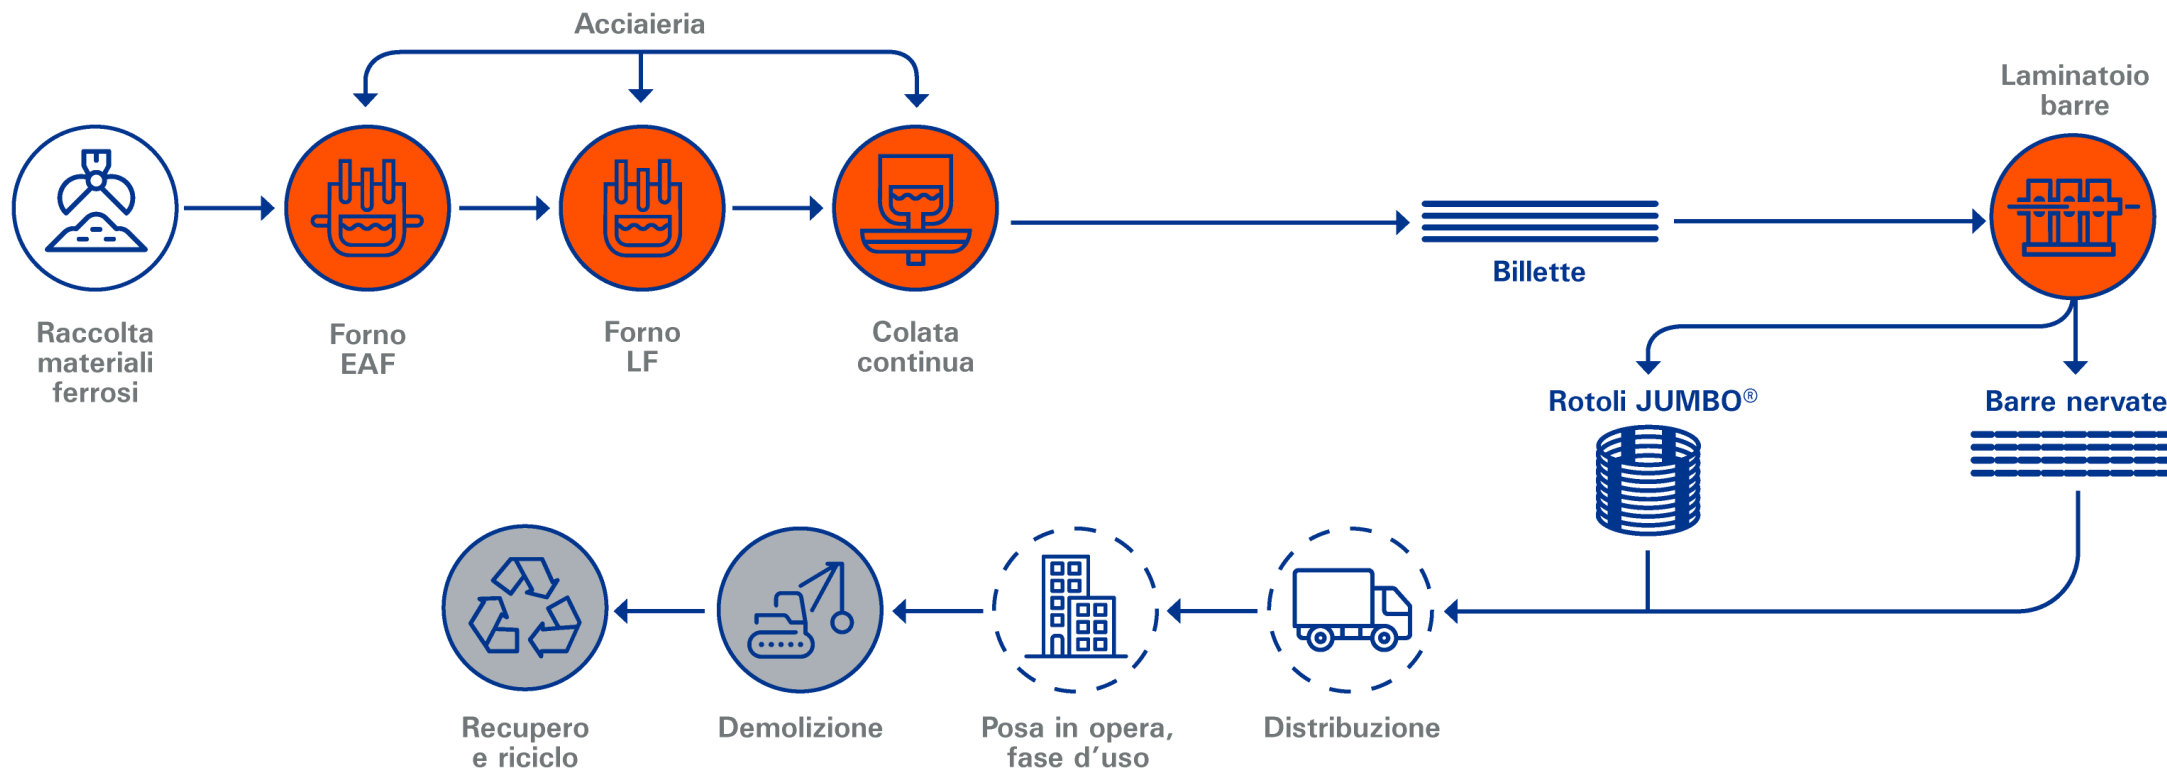 Acciaieria
Laminatoio
barre
Billette
Raccolta
materiali
ferrosi
Forno
EAF
Forno
LF
Colata
continua
Rotoli JUMBO®
Barre nervate
Recupero
e riciclo
Demolizione
Posa in opera,
fase d’uso
Distribuzione